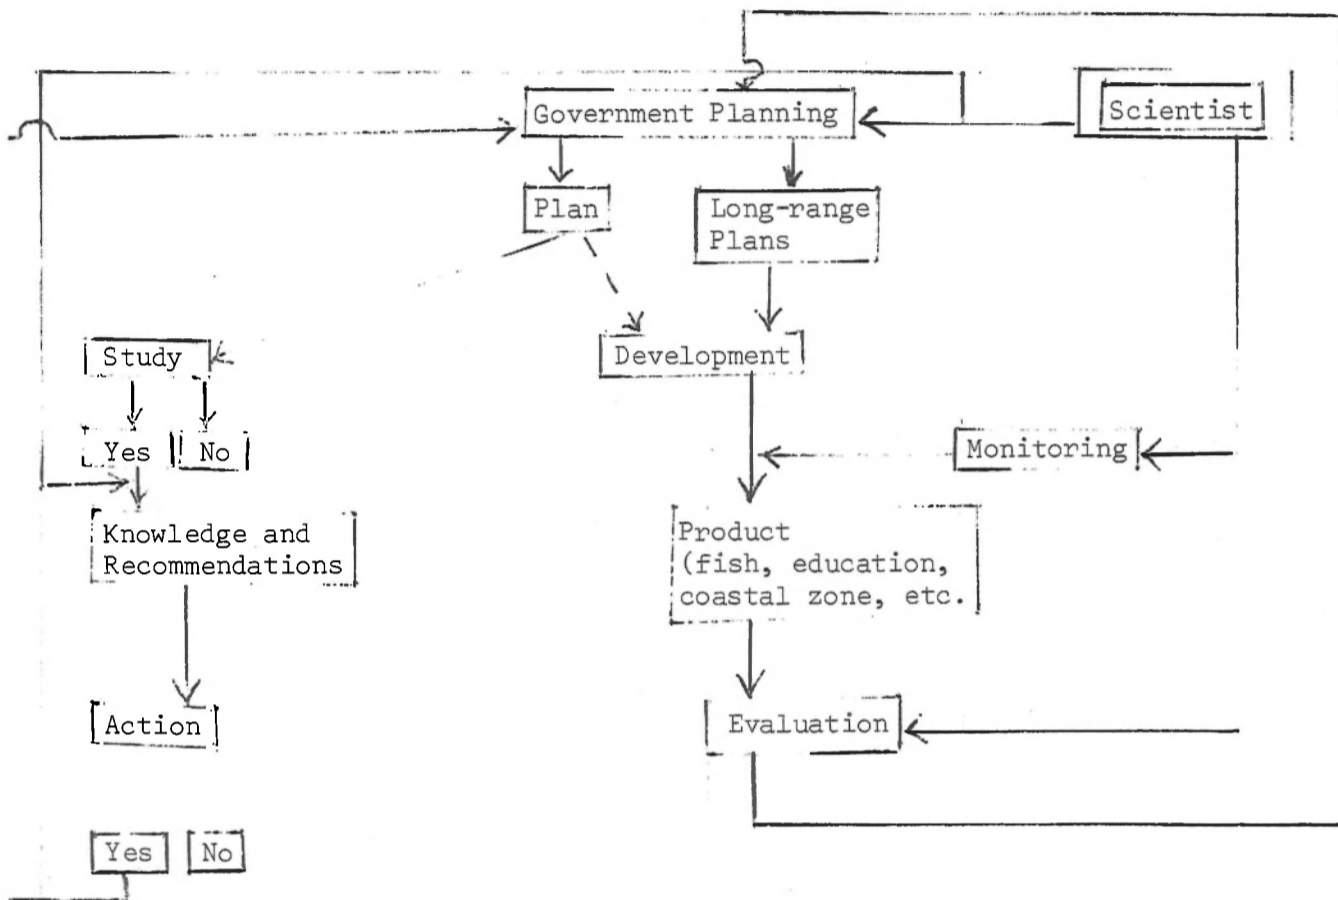 Government Planning
Scientist
Plan
Long-range
Plans
Study
Development
Yes
No
Monitoring
Knowledge and
Recommendations
Product
(fish, education,
coastal zone, etc.
Action
Evaluation
Yes
No